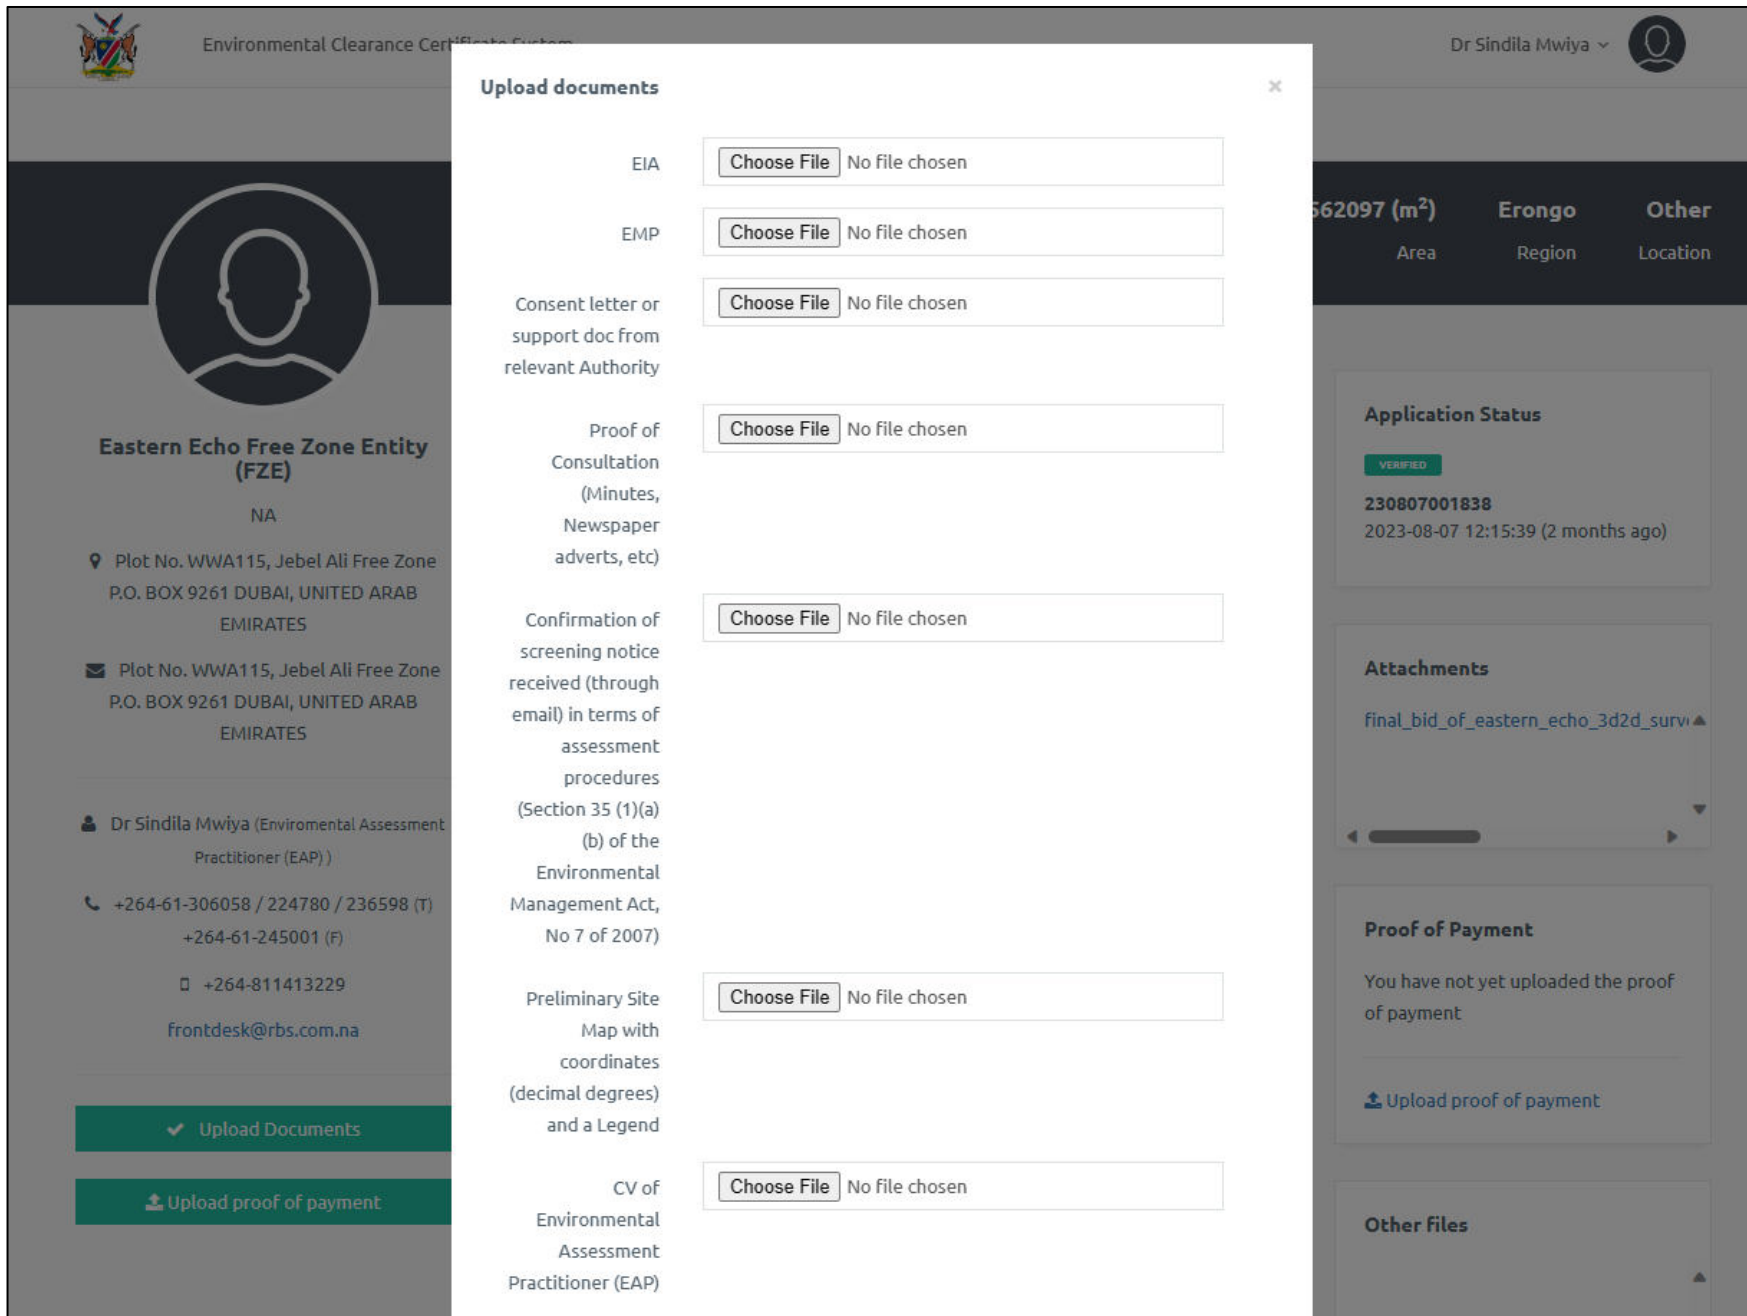 Environmental Clearance Certificate System
Dr Sindila Mwiya
Upload documents
×
EIA
Choose File No file chosen
EMP
Choose File No file chosen
Consent letter or
support doc from
relevant Authority
Choose File No file chosen
Proof of
Consultation
(Minutes,
Newspaper
adverts, etc)
Choose File No file chosen
Confirmation of
screening notice
received (through
email) in terms of
assessment
procedures
(Section 35 (1)(a)
(b) of the
Environmental
Management Act,
No 7 of 2007)
Choose File No file chosen
Preliminary Site
Map with
coordinates
(decimal degrees)
and a Legend
Choose File No file chosen
CV of
Environmental
Assessment
Practitioner (EAP)
Choose File No file chosen
Eastern Echo Free Zone Entity
(FZE)
NA
Plot No. WWA115, Jebel Ali Free Zone
P.O. BOX 9261 DUBAI, UNITED ARAB
EMIRATES
Plot No. WWA115, Jebel Ali Free Zone
P.O. BOX 9261 DUBAI, UNITED ARAB
EMIRATES
Dr Sindila Mwiya (Enviromental Assessment
Practitioner (EAP) )
+264-61-306058 / 224780 / 236598 (T)
+264-61-245001 (F)
+264-811413229
frontdesk@rbs.com.na
Upload Documents
Upload proof of payment
562097 (m²)
Area
Erongo
Region
Other
Location
Application Status
VERIFIED
230807001838
2023-08-07 12:15:39 (2 months ago)
Attachments
final_bid_of_eastern_echo_3d2d_surv
Proof of Payment
You have not yet uploaded the proof
of payment
Upload proof of payment
Other files